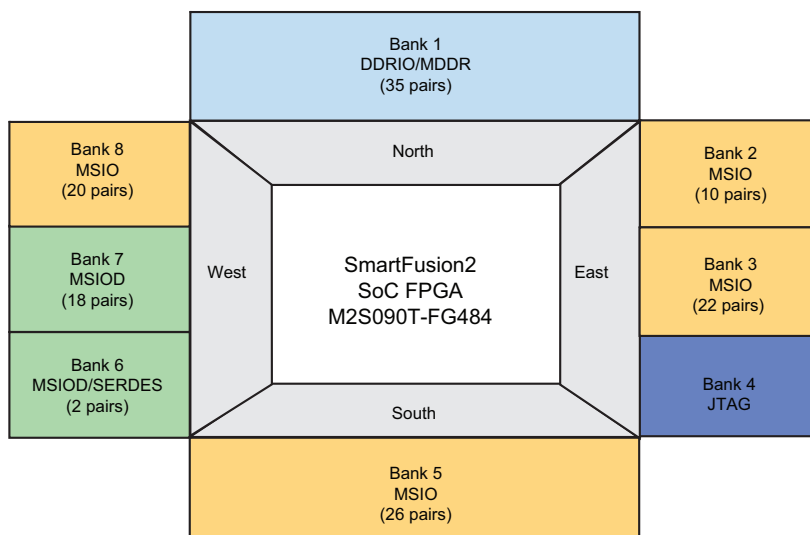 Bank 1
DDRIO/MDDR
(35 pairs)
Bank 8
MSIO
(20 pairs)
North
Bank 2
MSIO
(10 pairs)
Bank 7
MSIOD
(18 pairs)
West
SmartFusion2
SoC FPGA
M2S090T-FG484
East
Bank 3
MSIO
(22 pairs)
Bank 6
MSIOD/SERDES
(2 pairs)
South
Bank 4
JTAG
Bank 5
MSIO
(26 pairs)